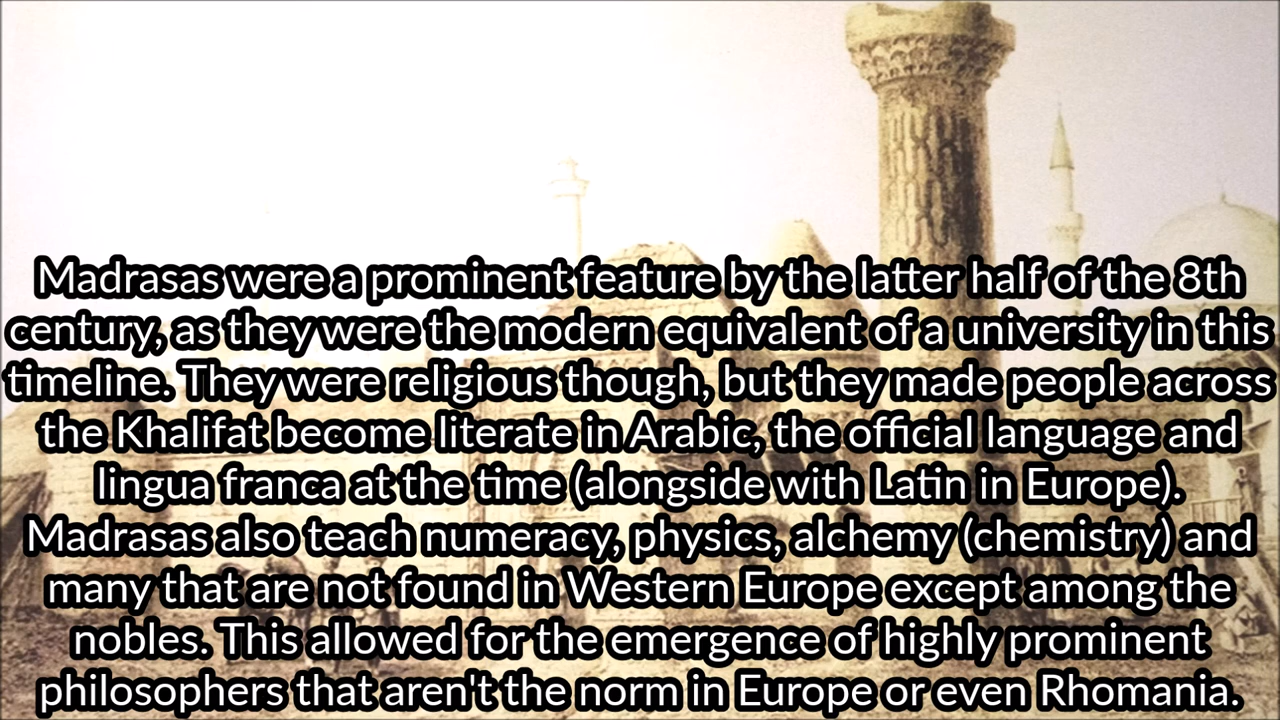 Madrasas were a prominent feature by the latter half of the 8th
century, as they were the modern equivalent of a university in this
timeline. They were religious though, but they made people across
the Khalifat become literate in Arabic, the official language and
lingua franca at the time (alongside with Latin in Europe).
Madrasas also teach numeracy, physics, alchemy (chemistry) and
many that are not found in Western Europe except among the
nobles. This allowed for the emergence of highly prominent
philosophers that aren't the norm in Europe or even Rhomania.